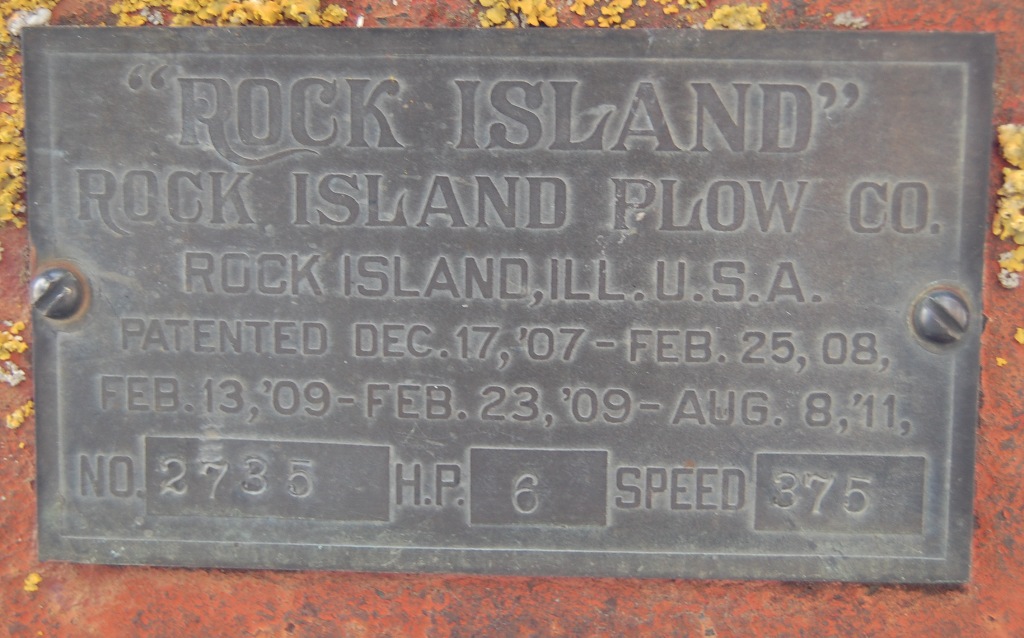 "ROCK ISLAND"
ROCK ISLAND PLOW CO.
ROCK ISLAND, ILL. U.S.A.
PATENTED DEC. 17, '07 - FEB. 25, 08,
FEB. 13, '09 - FEB. 23, '09 - AUG. 8, '11,
NO. 2735 H.P. 6 SPEED 375